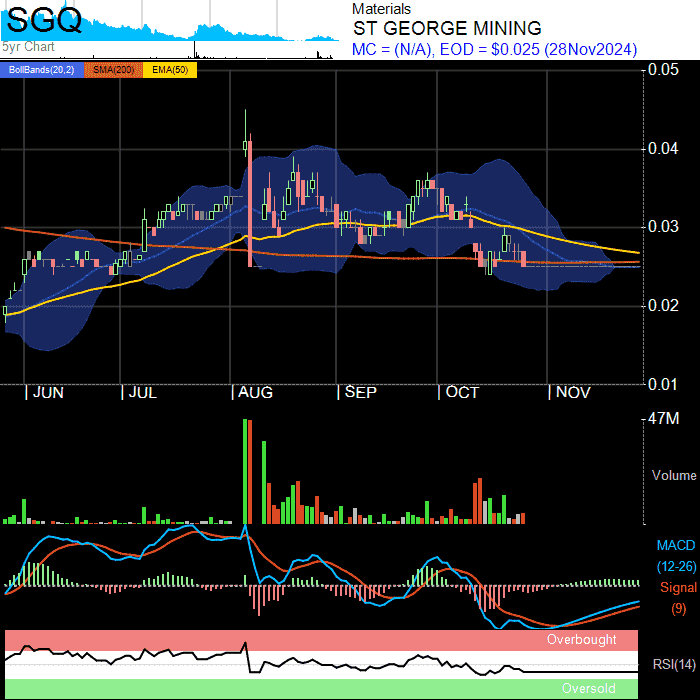 SGQ
5yr Chart
Materials
ST GEORGE MINING
MC = (N/A), EOD = $0.025 (28Nov2024)
BollBands(20,2) SMA(200) EMA(50)
0.05
0.04
0.03
0.02
0.01
JUN JUL AUG SEP OCT NOV
47M
Volume
MACD
(12-26)
Signal
(9)
Overbought
RSI(14)
Oversold